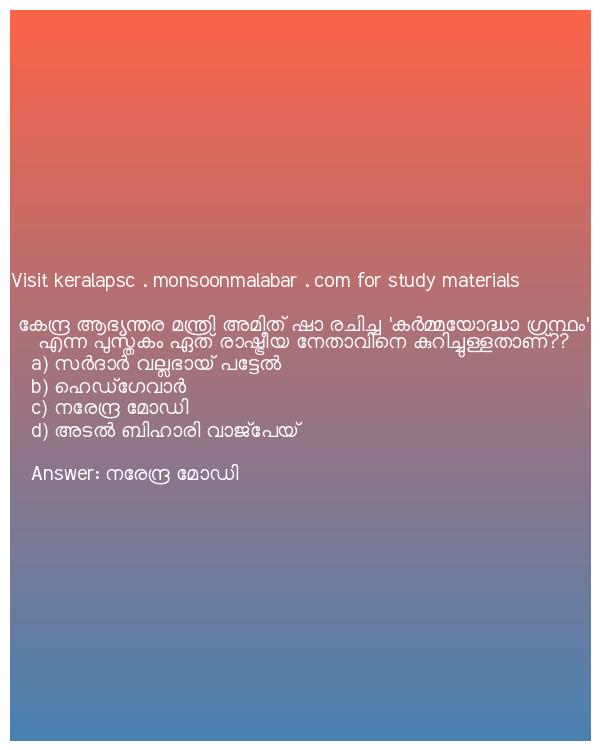 Visit keralapsc . monsoonmalabar . com for study materials
കേന്ദ്ര ആഭ്യന്തര മന്ത്രി അമിത് ഷാ രചിച്ച 'കർമ്മയോദ്ധാ ഗ്രന്ഥം'
എന്ന പുസ്തകം ഏത് രാഷ്ട്രീയ നേതാവിനെ കുറിച്ചുള്ളതാണ്??
a) സർദാർ വല്ലഭായ് പട്ടേൽ
b) ഹെഡ്ഗേവാർ
c) നരേന്ദ്ര മോഡി
d) അടൽ ബിഹാരി വാജ്പേയ്
Answer: നരേന്ദ്ര മോഡി